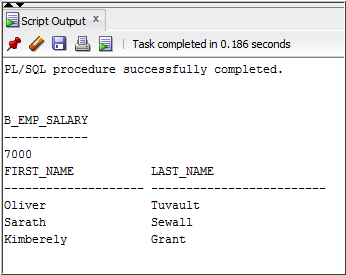 Script Output x
Task completed in 0.186 seconds
PL/SQL procedure successfully completed.
B_EMP_SALARY
------------
7000
FIRST_NAME LAST_NAME
-------------------- -------------------------
Oliver Tuvault
Sarath Sewall
Kimberely Grant